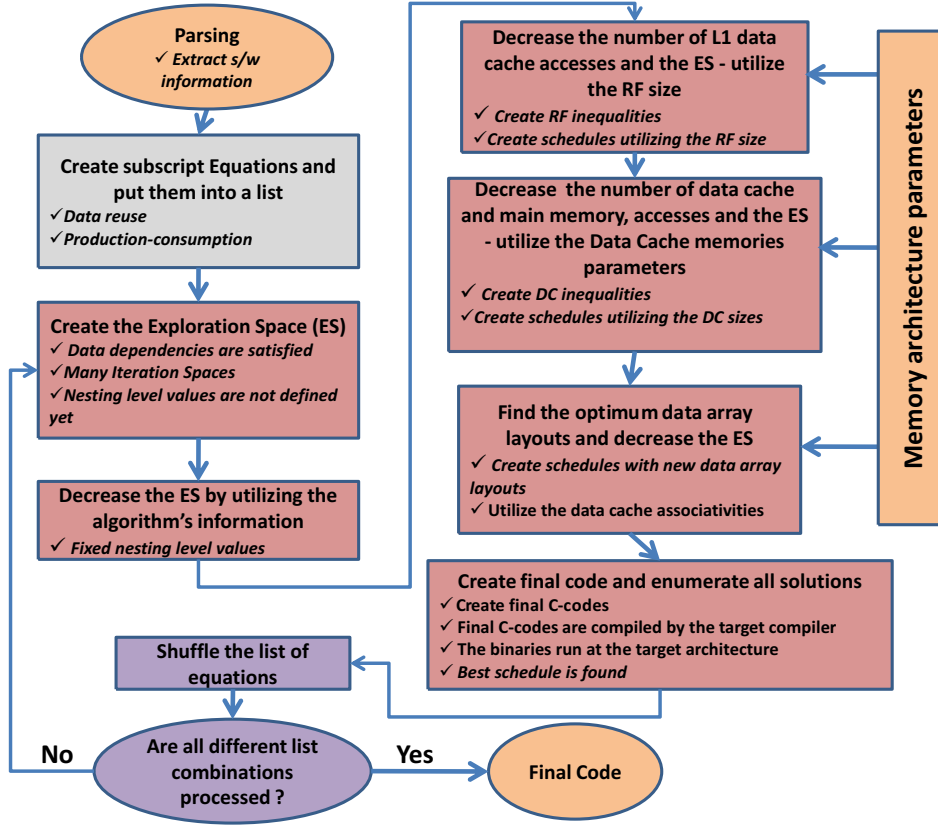 Parsing
✓ Extract s/w
information
Create subscript Equations and
put them into a list
✓Data reuse
✓Production-consumption
Create the Exploration Space (ES)
✓ Data dependencies are satisfied
✓Many Iteration Spaces
✓Nesting level values are not defined
yet
Decrease the ES by utilizing the
algorithm's information
✓ Fixed nesting level values
Decrease the number of L1 data
cache accesses and the ES - utilize
the RF size
✓ Create RF inequalities
✓Create schedules utilizing the RF size
Decrease the number of data cache
and main memory, accesses and the ES
- utilize the Data Cache memories
parameters
✓ Create DC inequalities
✓Create schedules utilizing the DC sizes
Find the optimum data array
layouts and decrease the ES
✓ Create schedules with new data array
layouts
✓ Utilize the data cache associativities
Create final code and enumerate all solutions
✓Create final C-codes
✓ Final C-codes are compiled by the target compiler
✓ The binaries run at the target architecture
✓ Best schedule is found
Memory architecture parameters
Shuffle the list of
equations
Are all different list
combinations
processed ?
No
Yes
Final Code